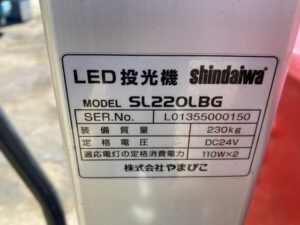 LED投光機 shindaiwa
MODEL SL220LBG
SER.No. L01355000150
装備質量 230kg
定格電圧 DC24V
適応電灯の定格消費電力 110W×2
株式会社やまびこ